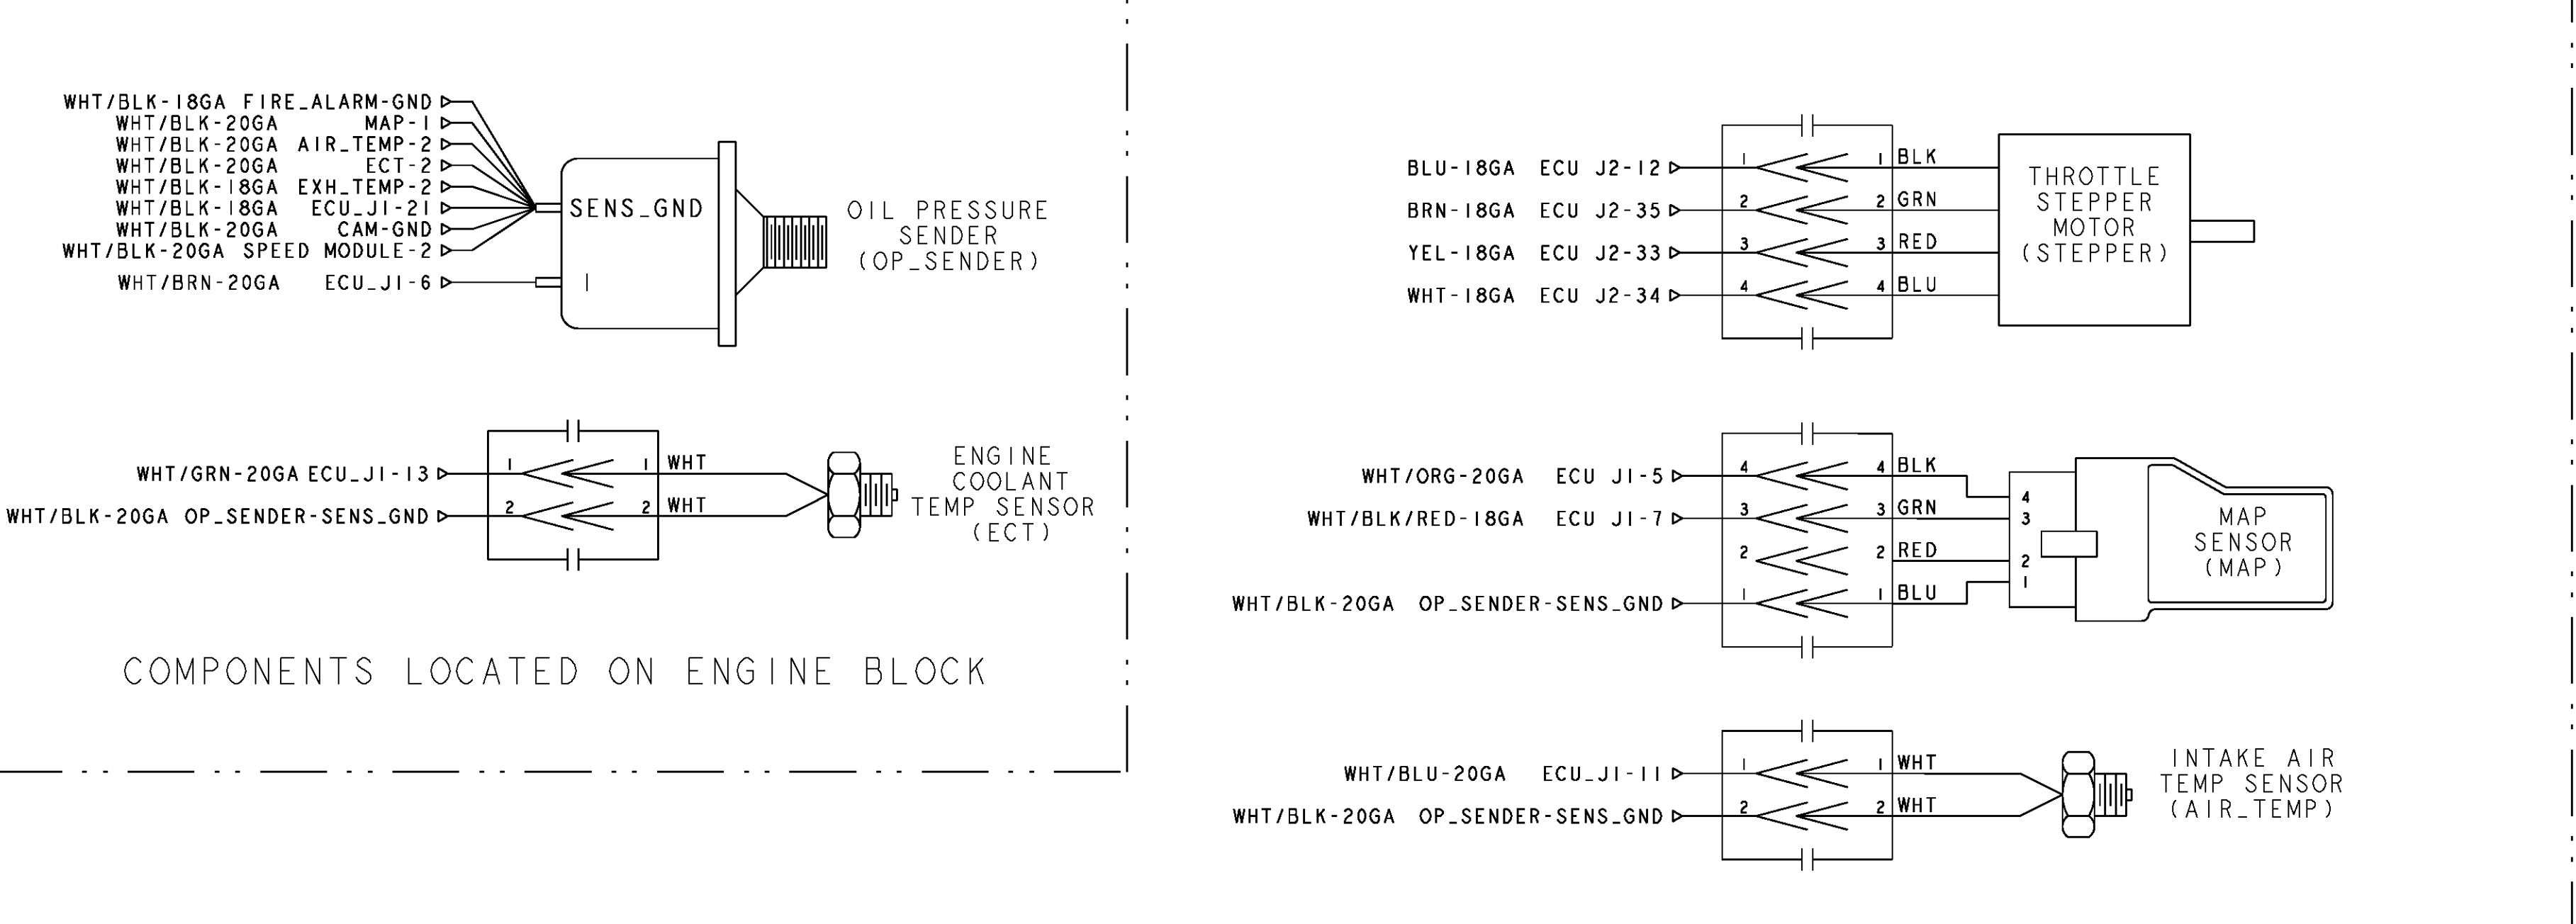 WHT/BLK-18GA FIRE_ALARM-GND
WHT/BLK-20GA MAP-1
WHT/BLK-20GA AIR_TEMP-2
WHT/BLK-20GA ECT-2
WHT/BLK-18GA EXH_TEMP-2
WHT/BLK-18GA ECU_J1-21
WHT/BLK-20GA CAM-GND
WHT/BLK-20GA SPEED MODULE-2
WHT/BRN-20GA ECU_J1-6
SENS_GND
1
OIL PRESSURE
SENDER
(OP_SENDER)
WHT/GRN-20GA ECU_J1-13 1 1 WHT
WHT/BLK-20GA OP_SENDER-SENS_GND 2 2 WHT
ENGINE
COOLANT
TEMP SENSOR
(ECT)
COMPONENTS LOCATED ON ENGINE BLOCK
BLU-18GA ECU J2-12 1 1 BLK
BRN-18GA ECU J2-35 2 2 GRN
YEL-18GA ECU J2-33 3 3 RED
WHT-18GA ECU J2-34 4 4 BLU
THROTTLE
STEPPER
MOTOR
(STEPPER)
WHT/ORG-20GA ECU J1-5 4 4 BLK 4
WHT/BLK/RED-18GA ECU J1-7 3 3 GRN 3
2 2 RED 2
WHT/BLK-20GA OP_SENDER-SENS_GND 1 1 BLU 1
MAP
SENSOR
(MAP)
WHT/BLU-20GA ECU_J1-11 1 1 WHT
WHT/BLK-20GA OP_SENDER-SENS_GND 2 2 WHT
INTAKE AIR
TEMP SENSOR
(AIR_TEMP)